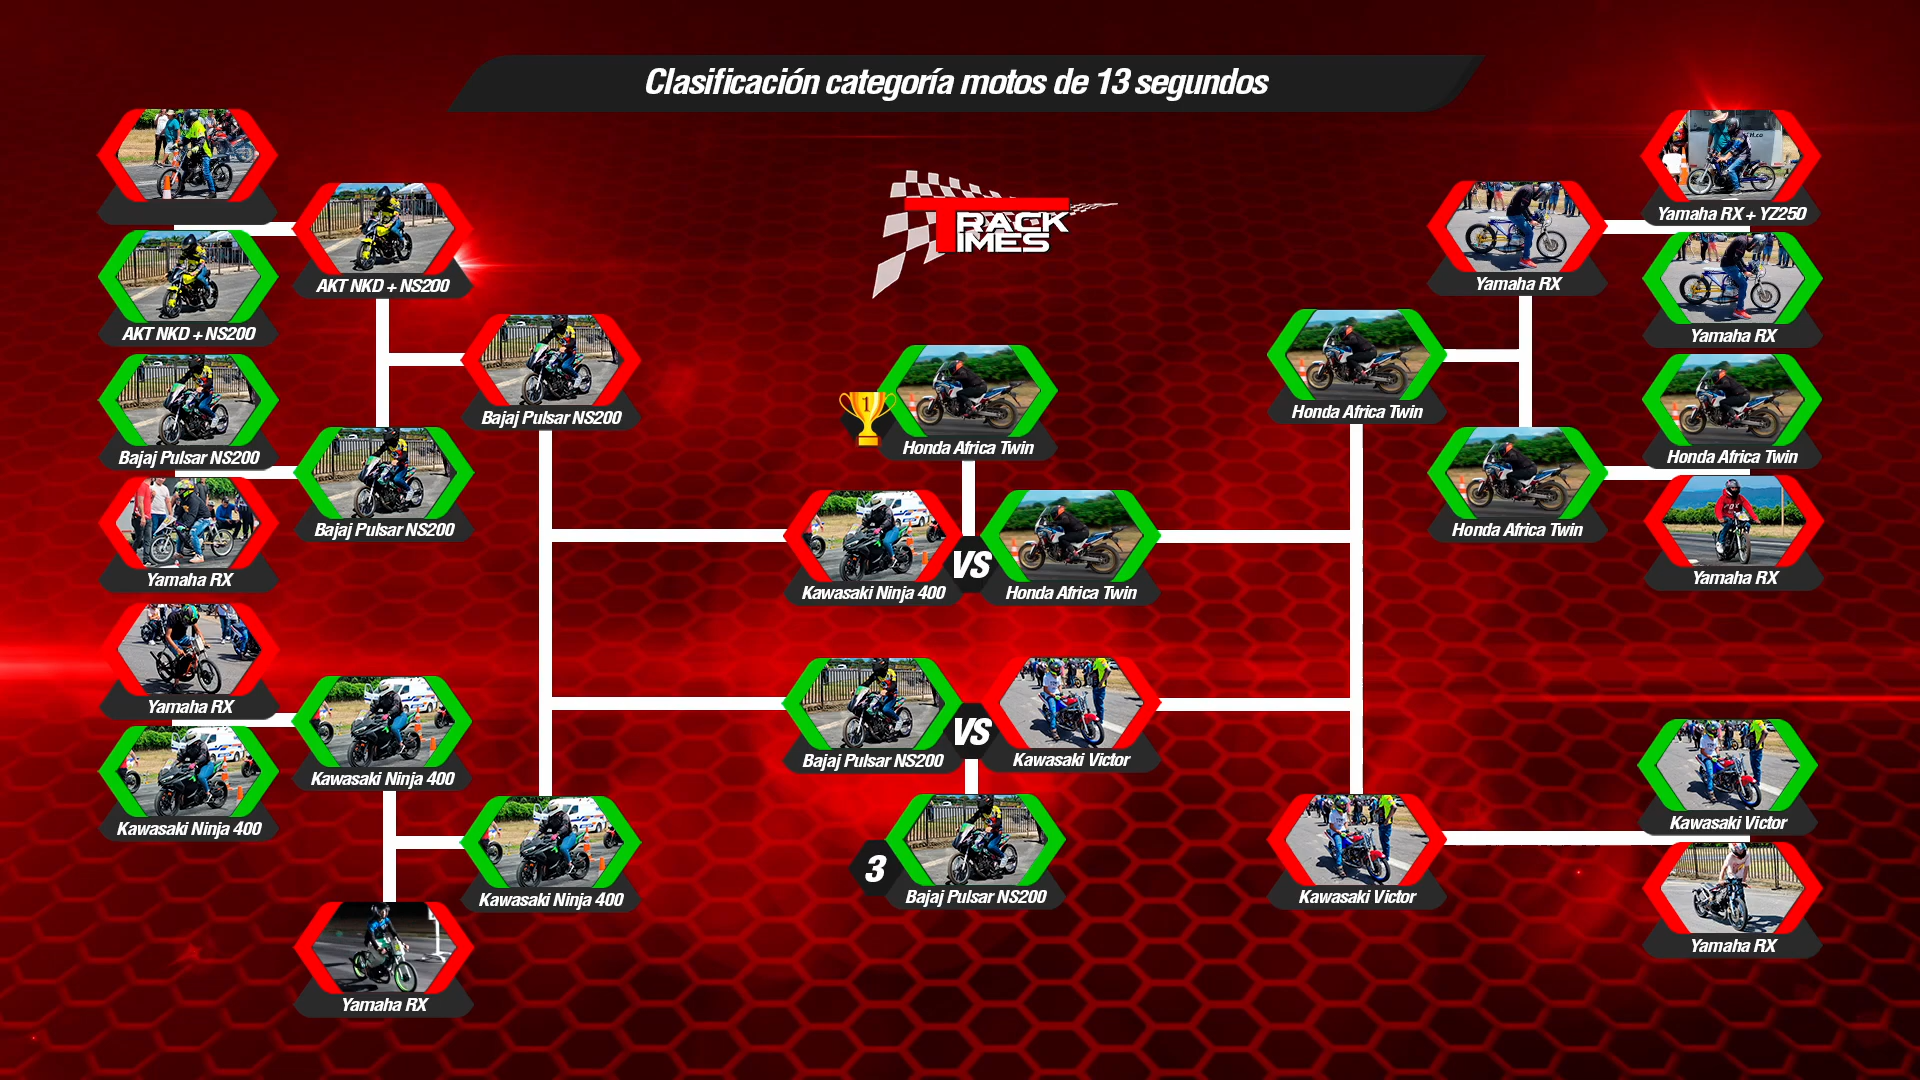 Clasificación categoría motos de 13 segundos
TRACK
TIMES
AKT NKD + NS200
Bajaj Pulsar NS200
Yamaha RX
Yamaha RX
Kawasaki Ninja 400
AKT NKD + NS200
Bajaj Pulsar NS200
Kawasaki Ninja 400
Yamaha RX
Bajaj Pulsar NS200
Kawasaki Ninja 400
1
Honda Africa Twin
Kawasaki Ninja 400
VS
Honda Africa Twin
Bajaj Pulsar NS200
VS
Kawasaki Victor
3
Bajaj Pulsar NS200
Honda Africa Twin
Kawasaki Victor
Yamaha RX
Honda Africa Twin
Yamaha RX + YZ250
Yamaha RX
Honda Africa Twin
Yamaha RX
Kawasaki Victor
Yamaha RX